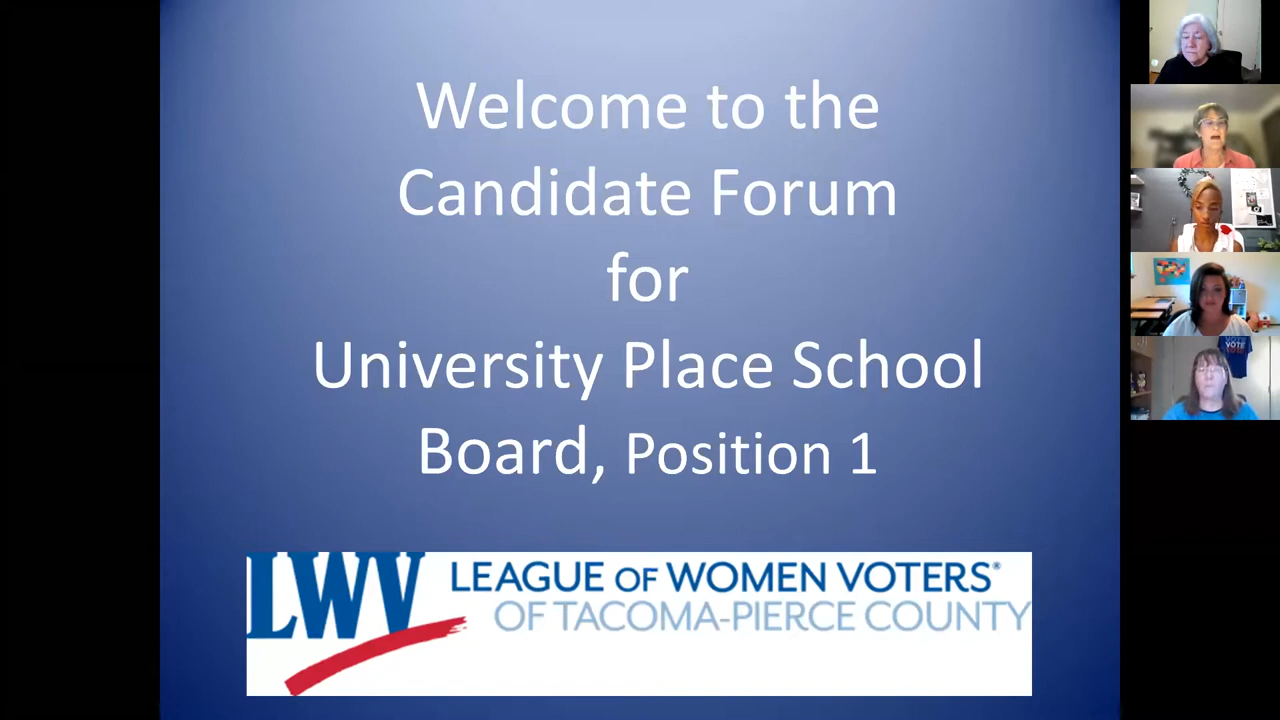 Welcome to the
Candidate Forum
for
University Place School
Board, Position 1
LWV
LEAGUE OF WOMEN VOTERS®
OF TACOMA-PIERCE COUNTY
VOTE